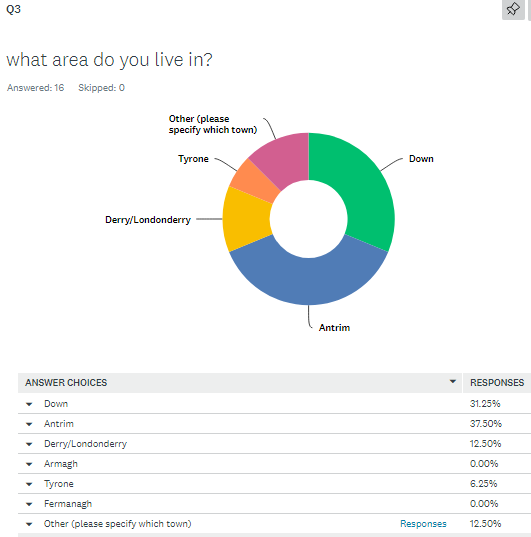 Q3
what area do you live in?
Answered: 16 Skipped: 0
Other (please
specify which town)
Tyrone
Down
Derry/Londonderry
Antrim
ANSWER CHOICES RESPONSES
Down 31.25%
Antrim 37.50%
Derry/Londonderry 12.50%
Armagh 0.00%
Tyrone 6.25%
Fermanagh 0.00%
Other (please specify which town) Responses 12.50%